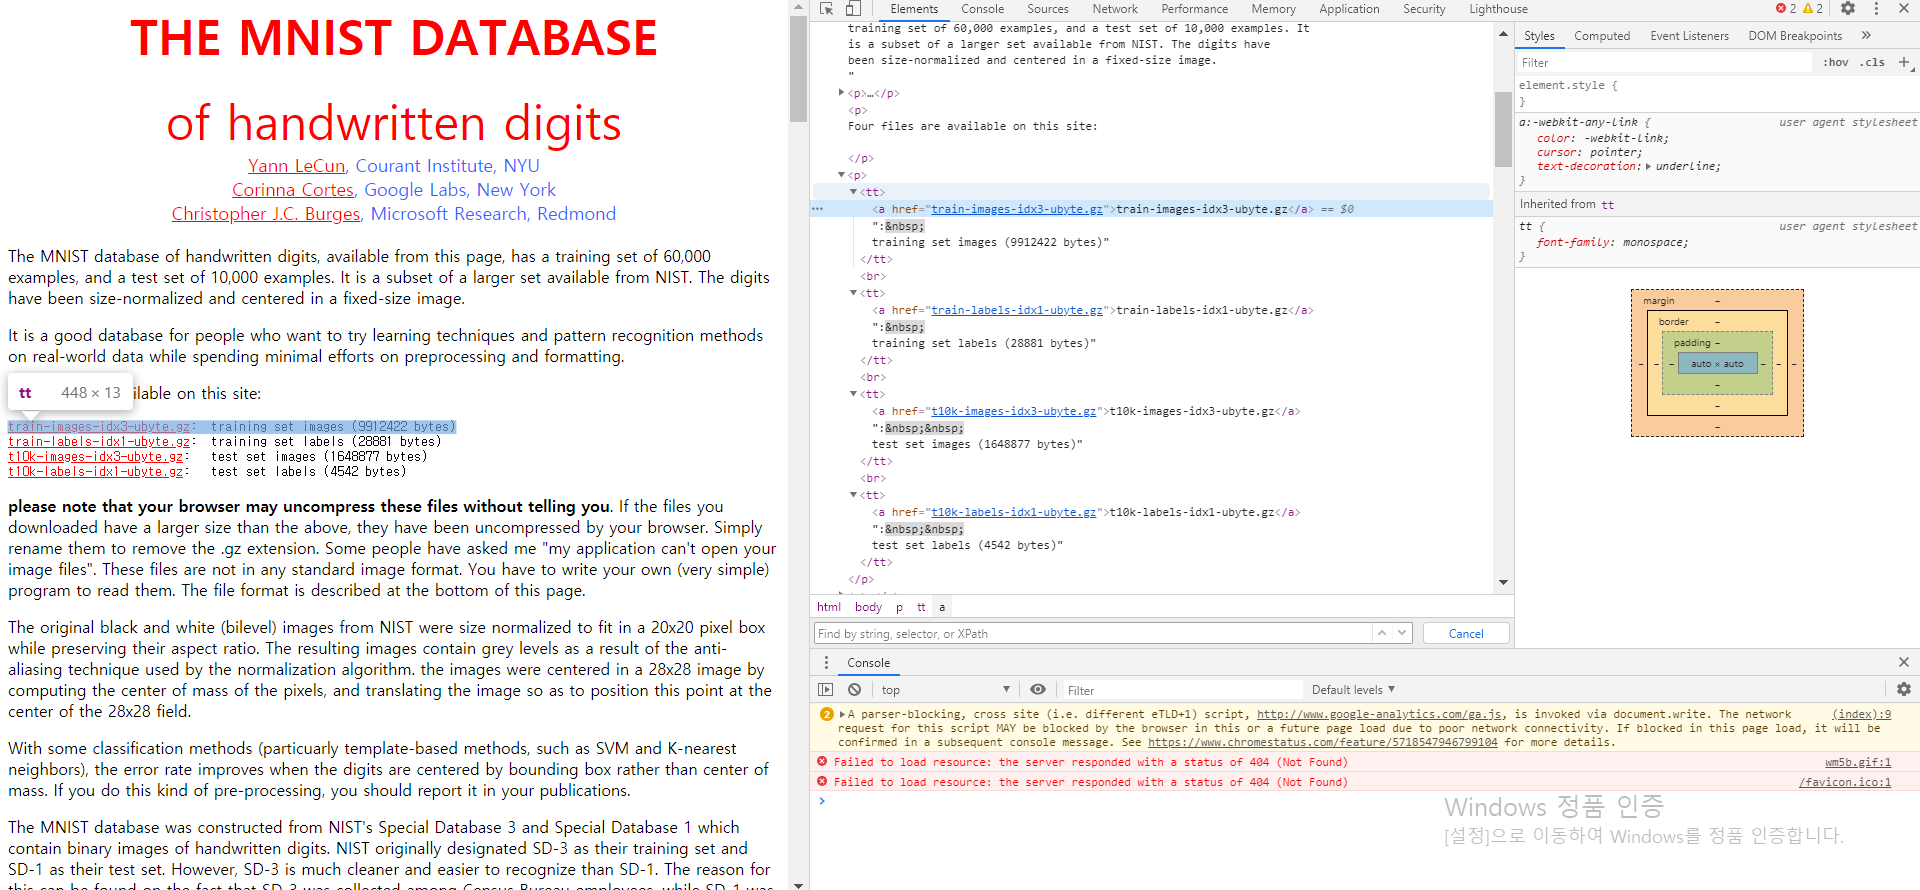 THE MNIST DATABASE
of handwritten digits
Yann LeCun, Courant Institute, NYU
Corinna Cortes, Google Labs, New York
Christopher J.C. Burges, Microsoft Research, Redmond
The MNIST database of handwritten digits, available from this page, has a training set of 60,000
examples, and a test set of 10,000 examples. It is a subset of a larger set available from NIST. The digits
have been size-normalized and centered in a fixed-size image.
It is a good database for people who want to try learning techniques and pattern recognition methods
on real-world data while spending minimal efforts on preprocessing and formatting.
tt 448 × 13
ilable on this site:
train-images-idx3-ubyte.gz: training set images (9912422 bytes)
train-labels-idx1-ubyte.gz: training set labels (28881 bytes)
t10k-images-idx3-ubyte.gz: test set images (1648877 bytes)
t10k-labels-idx1-ubyte.gz: test set labels (4542 bytes)
please note that your browser may uncompress these files without telling you. If the files you
downloaded have a larger size than the above, they have been uncompressed by your browser. Simply
rename them to remove the .gz extension. Some people have asked me "my application can't open your
image files". These files are not in any standard image format. You have to write your own (very simple)
program to read them. The file format is described at the bottom of this page.
The original black and white (bilevel) images from NIST were size normalized to fit in a 20x20 pixel box
while preserving their aspect ratio. The resulting images contain grey levels as a result of the anti-
aliasing technique used by the normalization algorithm. the images were centered in a 28x28 image by
computing the center of mass of the pixels, and translating the image so as to position this point at the
center of the 28x28 field.
With some classification methods (particuarly template-based methods, such as SVM and K-nearest
neighbors), the error rate improves when the digits are centered by bounding box rather than center of
mass. If you do this kind of pre-processing, you should report it in your publications.
The MNIST database was constructed from NIST's Special Database 3 and Special Database 1 which
contain binary images of handwritten digits. NIST originally designated SD-3 as their training set and
SD-1 as their test set. However, SD-3 is much cleaner and easier to recognize than SD-1. The reason for
this can be found on the fact that SD-3 was collected among Census Bureau employees, while SD-1 was
Elements Console Sources Network Performance Memory Application Security Lighthouse 2 2
training set of 60,000 examples, and a test set of 10,000 examples. It
is a subset of a larger set available from NIST. The digits have
been size-normalized and centered in a fixed-size image.
"
<p>…</p>
<p>
Four files are available on this site:
</p>
<p>
<tt>
<a href="train-images-idx3-ubyte.gz">train-images-idx3-ubyte.gz</a> == $0
":&nbsp;
training set images (9912422 bytes)"
</tt>
<br>
<tt>
<a href="train-labels-idx1-ubyte.gz">train-labels-idx1-ubyte.gz</a>
":&nbsp;
training set labels (28881 bytes)"
</tt>
<br>
<tt>
<a href="t10k-images-idx3-ubyte.gz">t10k-images-idx3-ubyte.gz</a>
":&nbsp;&nbsp;
test set images (1648877 bytes)"
</tt>
<br>
<tt>
<a href="t10k-labels-idx1-ubyte.gz">t10k-labels-idx1-ubyte.gz</a>
":&nbsp;&nbsp;
test set labels (4542 bytes)"
</tt>
</p>
html body p tt a
Find by string, selector, or XPath Cancel
Styles Computed Event Listeners DOM Breakpoints »
Filter :hov .cls +
element.style {
}
a:-webkit-any-link { user agent stylesheet
color: -webkit-link;
cursor: pointer;
text-decoration: underline;
}
Inherited from tt
tt { user agent stylesheet
font-family: monospace;
}
margin –
border –
padding –
– – – auto × auto – – –
–
–
–
Console
top Filter Default levels ▼
2 A parser-blocking, cross site (i.e. different eTLD+1) script, http://www.google-analytics.com/ga.js, is invoked via document.write. The network (index):9
request for this script MAY be blocked by the browser in this or a future page load due to poor network connectivity. If blocked in this page load, it will be
confirmed in a subsequent console message. See https://www.chromestatus.com/feature/5718547946799104 for more details.
Failed to load resource: the server responded with a status of 404 (Not Found) wm5b.gif:1
Failed to load resource: the server responded with a status of 404 (Not Found) /favicon.ico:1
Windows 정품 인증
[설정]으로 이동하여 Windows를 정품 인증합니다.